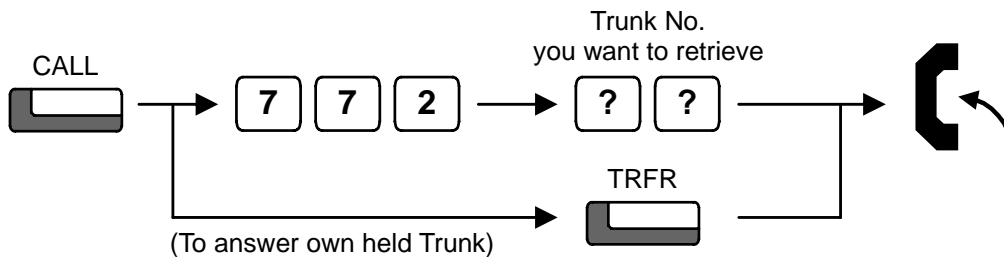 Trunk No.
you want to retrieve
CALL
7 7 2
? ?
TRFR
(To answer own held Trunk)